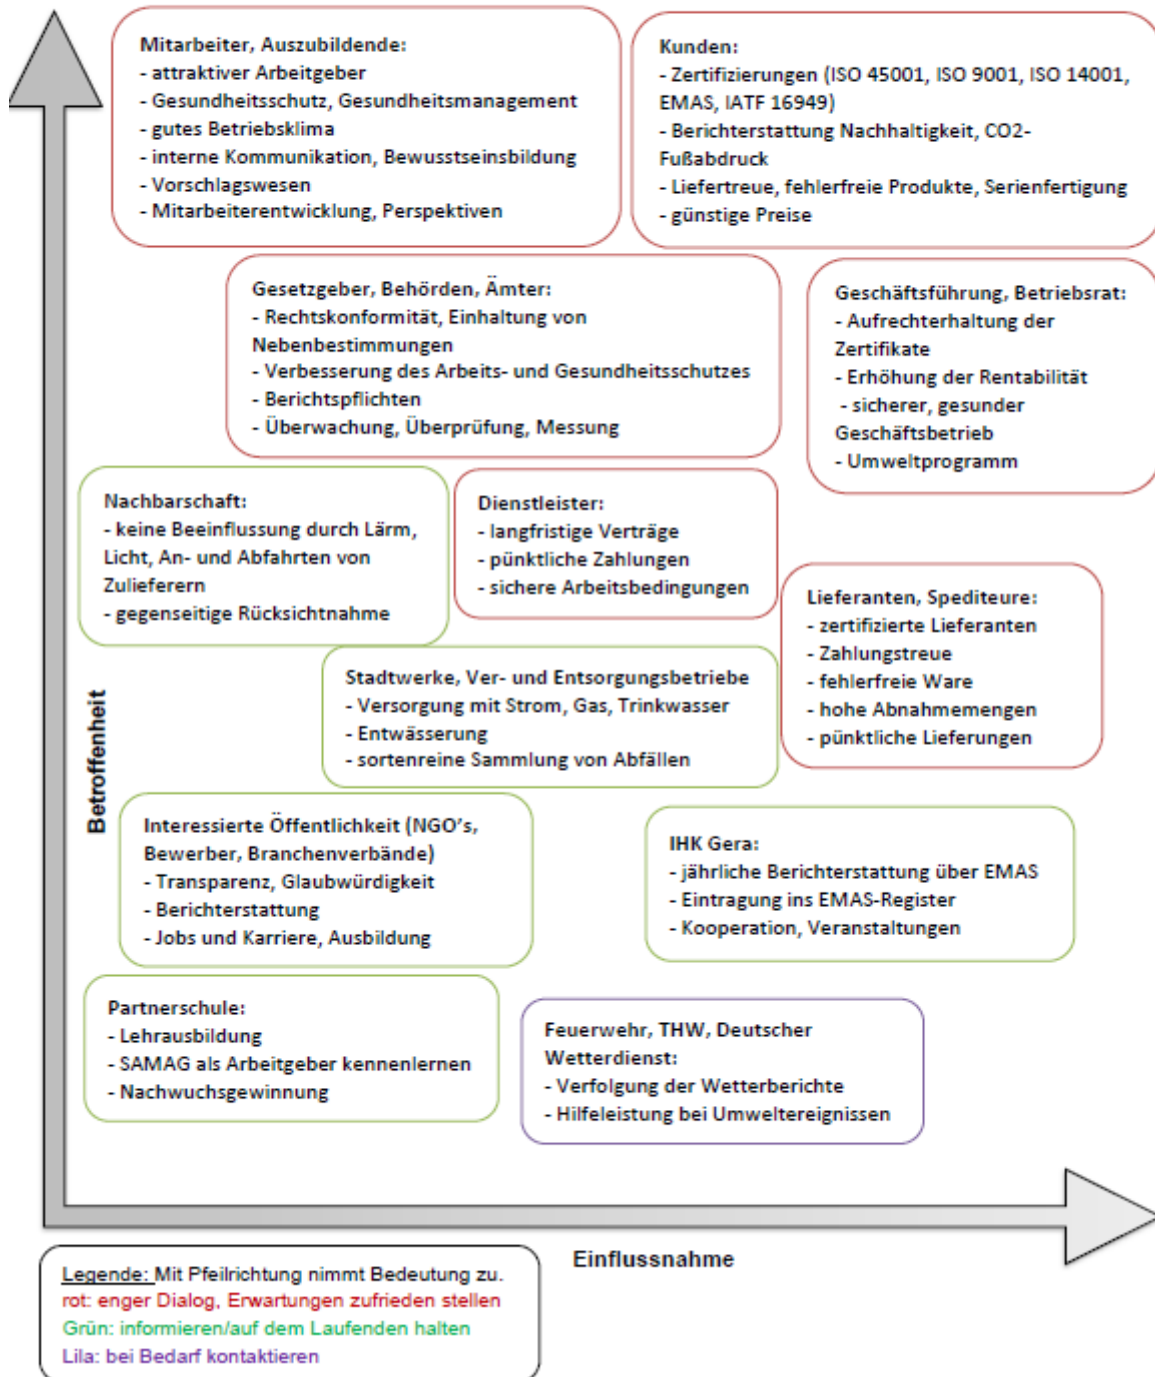 Mitarbeiter, Auszubildende:
- attraktiver Arbeitgeber
- Gesundheitsschutz, Gesundheitsmanagement
- gutes Betriebsklima
- interne Kommunikation, Bewusstseinsbildung
- Vorschlagswesen
- Mitarbeiterentwicklung, Perspektiven
Kunden:
- Zertifizierungen (ISO 45001, ISO 9001, ISO 14001,
EMAS, IATF 16949)
- Berichterstattung Nachhaltigkeit, CO2-
Fußabdruck
- Liefertreue, fehlerfreie Produkte, Serienfertigung
- günstige Preise
Gesetzgeber, Behörden, Ämter:
- Rechtskonformität, Einhaltung von
Nebenbestimmungen
- Verbesserung des Arbeits- und Gesundheitsschutzes
- Berichtspflichten
- Überwachung, Überprüfung, Messung
Geschäftsführung, Betriebsrat:
- Aufrechterhaltung der
Zertifikate
- Erhöhung der Rentabilität
- sicherer, gesunder
Geschäftsbetrieb
- Umweltprogramm
Nachbarschaft:
- keine Beeinflussung durch Lärm,
Licht, An- und Abfahrten von
Zulieferern
- gegenseitige Rücksichtnahme
Dienstleister:
- langfristige Verträge
- pünktliche Zahlungen
- sichere Arbeitsbedingungen
Lieferanten, Spediteure:
- zertifizierte Lieferanten
- Zahlungstreue
- fehlerfreie Ware
- hohe Abnahmemengen
- pünktliche Lieferungen
Stadtwerke, Ver- und Entsorgungsbetriebe
- Versorgung mit Strom, Gas, Trinkwasser
- Entwässerung
- sortenreine Sammlung von Abfällen
Betroffenheit
Interessierte Öffentlichkeit (NGO's,
Bewerber, Branchenverbände)
- Transparenz, Glaubwürdigkeit
- Berichterstattung
- Jobs und Karriere, Ausbildung
IHK Gera:
- jährliche Berichterstattung über EMAS
- Eintragung ins EMAS-Register
- Kooperation, Veranstaltungen
Partnerschule:
- Lehrausbildung
- SAMAG als Arbeitgeber kennenlernen
- Nachwuchsgewinnung
Feuerwehr, THW, Deutscher
Wetterdienst:
- Verfolgung der Wetterberichte
- Hilfeleistung bei Umweltereignissen
Einflussnahme
Legende: Mit Pfeilrichtung nimmt Bedeutung zu.
rot: enger Dialog, Erwartungen zufrieden stellen
Grün: informieren/auf dem Laufenden halten
Lila: bei Bedarf kontaktieren